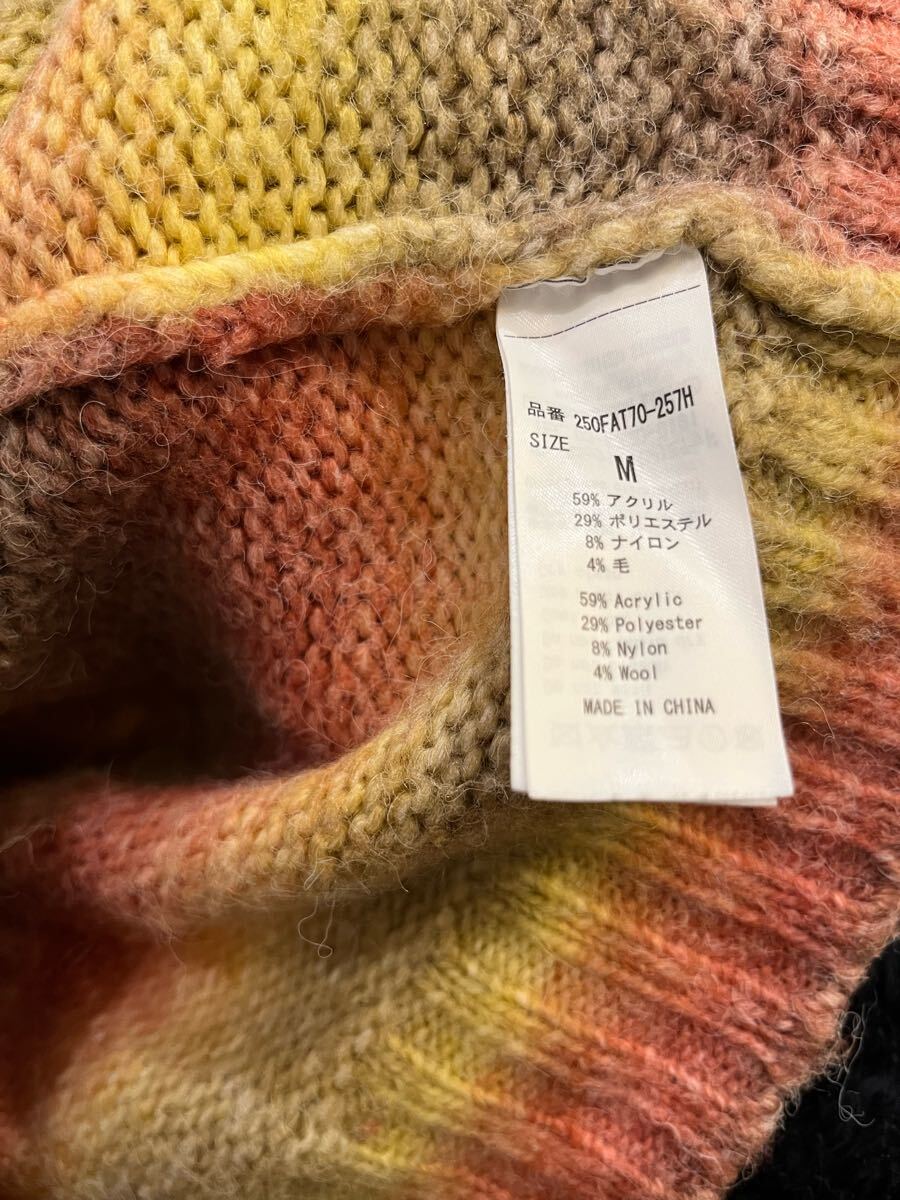 品番 250FAT70-257H
SIZE
M
59% アクリル
29% ポリエステル
8% ナイロン
4% 毛
59% Acrylic
29% Polyester
8% Nylon
4% Wool
MADE IN CHINA